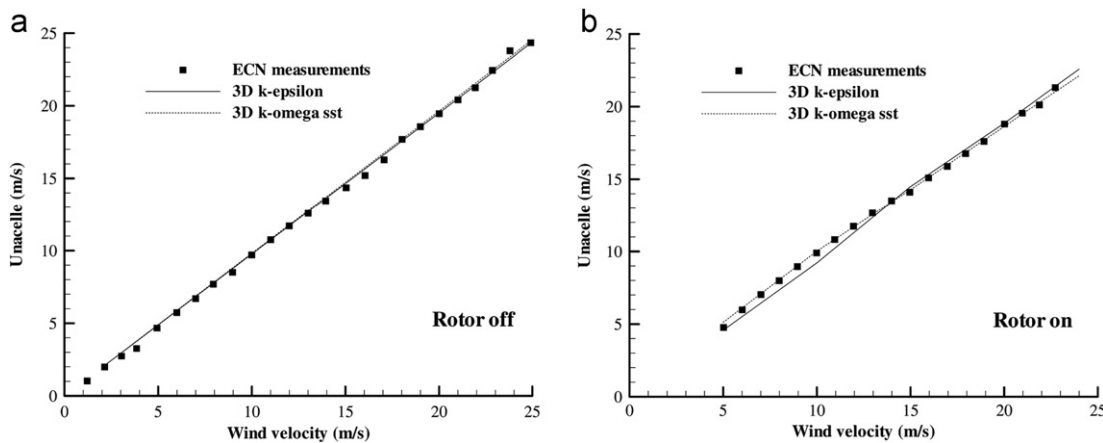 a
25
20
15
10
5
0
Unacelle (m/s)
ECN measurements
3D k-epsilon
3D k-omega sst
Rotor off
0 5 10 15 20 25
Wind velocity (m/s)
b
25
20
15
10
5
0
Unacelle (m/s)
ECN measurements
3D k-epsilon
3D k-omega sst
Rotor on
0 5 10 15 20 25
Wind velocity (m/s)